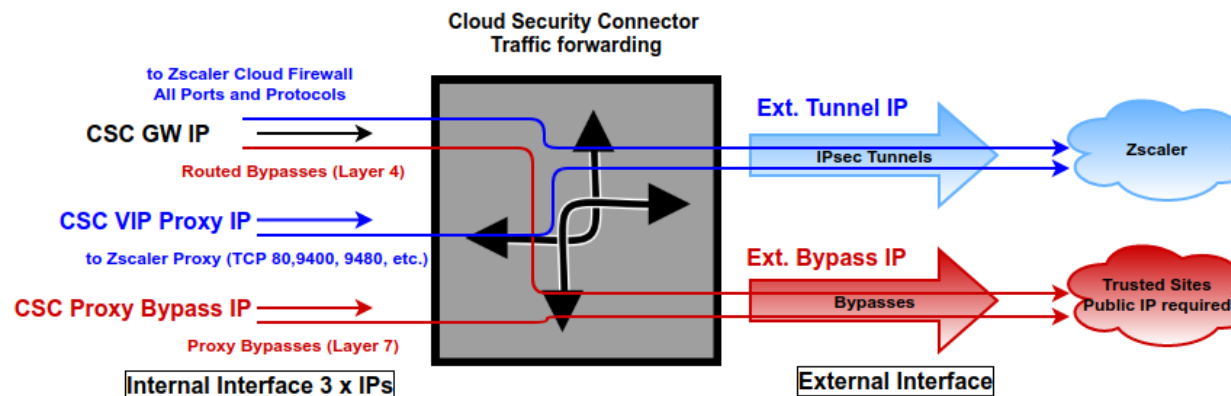 Cloud Security Connector
Traffic forwarding
to Zscaler Cloud Firewall
All Ports and Protocols
CSC GW IP
Routed Bypasses (Layer 4)
CSC VIP Proxy IP
to Zscaler Proxy (TCP 80,9400, 9480, etc.)
CSC Proxy Bypass IP
Proxy Bypasses (Layer 7)
Internal Interface 3 x IPs
Ext. Tunnel IP
IPsec Tunnels
Zscaler
Ext. Bypass IP
Bypasses
Trusted Sites
Public IP required
External Interface